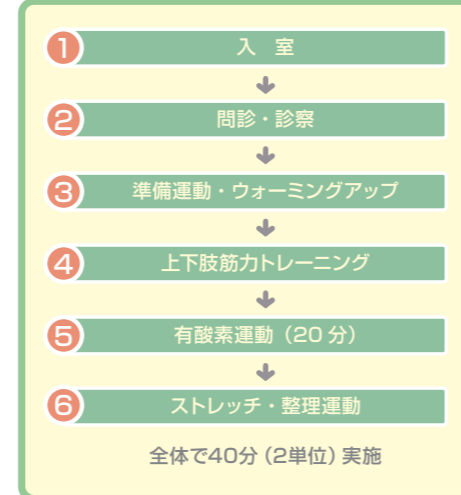 1 入 室
2 問診・診察
3 準備運動・ウォーミングアップ
4 上下肢筋力トレーニング
5 有酸素運動（20 分）
6 ストレッチ・整理運動
全体で40分（2単位）実施